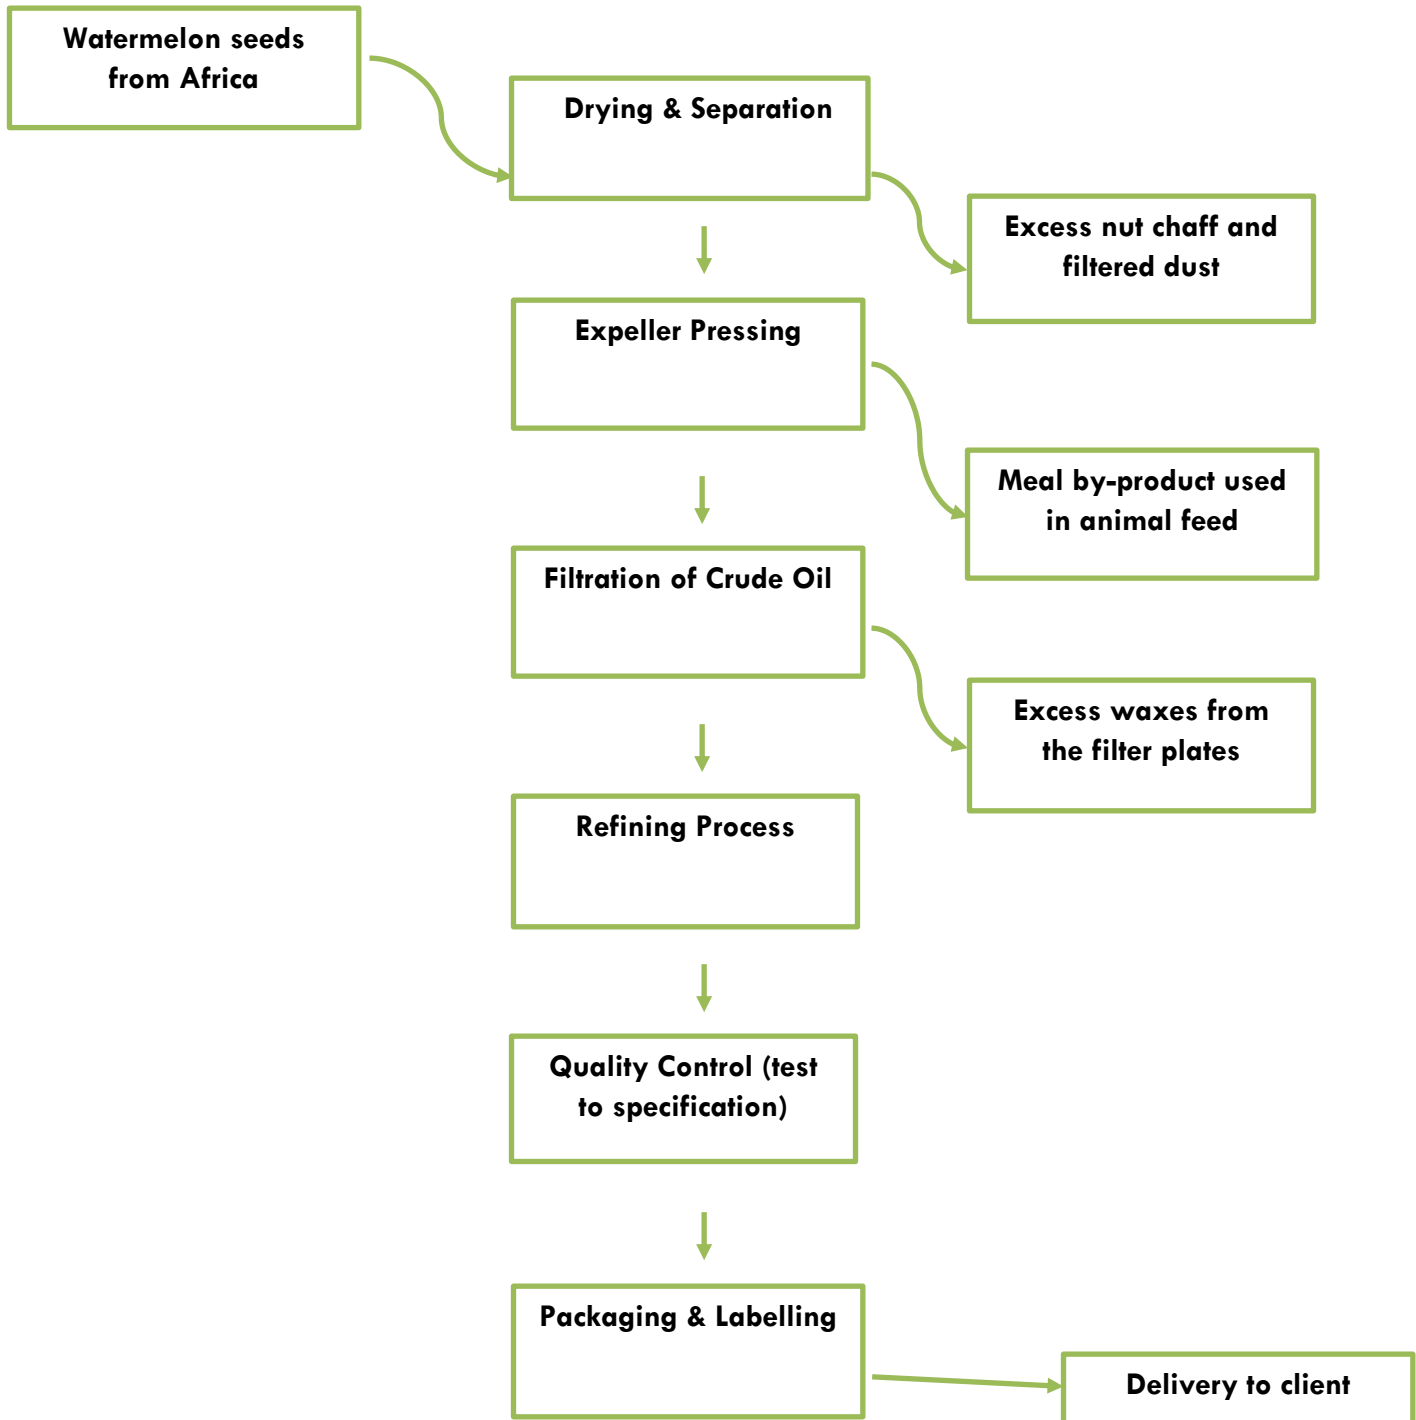 Watermelon seeds
from Africa
Drying & Separation
Excess nut chaff and
filtered dust
Expeller Pressing
Meal by-product used
in animal feed
Filtration of Crude Oil
Excess waxes from
the filter plates
Refining Process
Quality Control (test
to specification)
Packaging & Labelling
Delivery to client